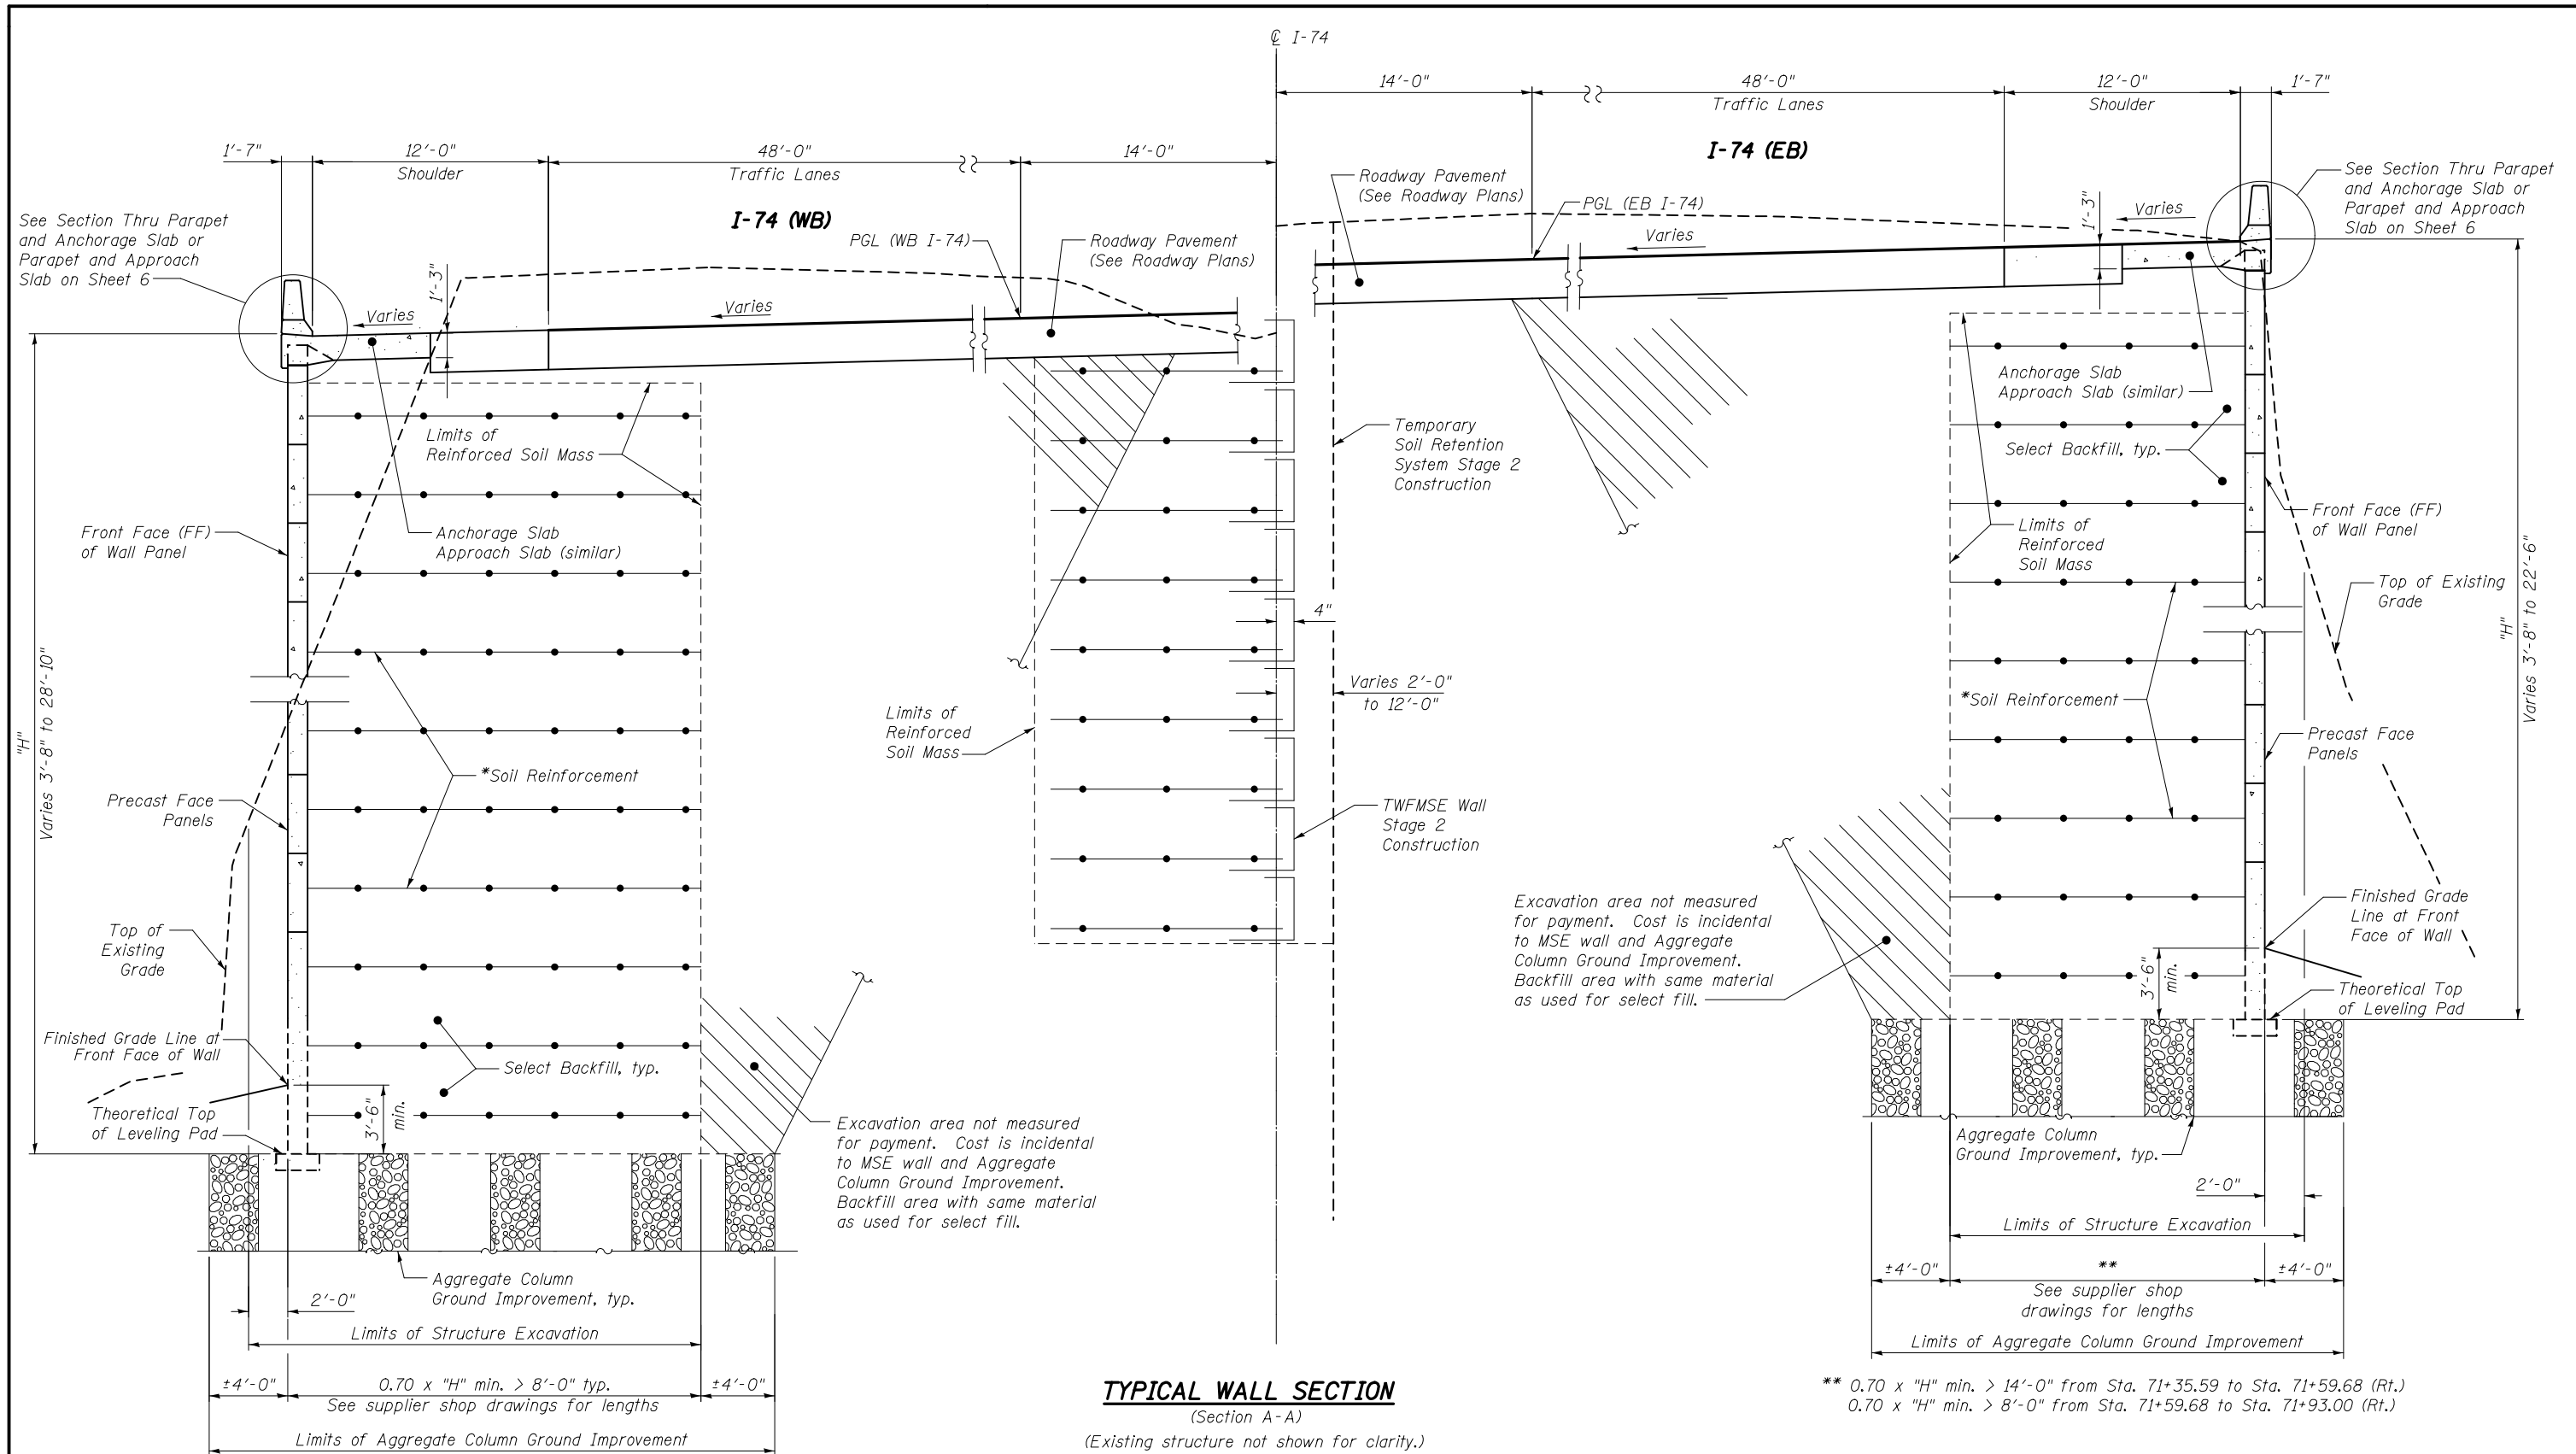 ℄ I-74
14'-0"
48'-0"
Traffic Lanes
12'-0"
Shoulder
1'-7"
I-74 (EB)
1'-7"
12'-0"
Shoulder
48'-0"
Traffic Lanes
14'-0"
I-74 (WB)
See Section Thru Parapet
and Anchorage Slab or
Parapet and Approach
Slab on Sheet 6
PGL (WB I-74)
Roadway Pavement
(See Roadway Plans)
1'-3"
Varies
Varies
Roadway Pavement
(See Roadway Plans)
PGL (EB I-74)
Varies
1'-3"
Varies
See Section Thru Parapet
and Anchorage Slab or
Parapet and Approach
Slab on Sheet 6
Limits of
Reinforced Soil Mass
Front Face (FF)
of Wall Panel
Anchorage Slab
Approach Slab (similar)
"H"
Varies 3'-8" to 28'-10"
*Soil Reinforcement
Precast Face
Panels
Top of
Existing
Grade
Finished Grade Line at
Front Face of Wall
Select Backfill, typ.
Theoretical Top
of Leveling Pad
3'-6"
min.
Excavation area not measured
for payment. Cost is incidental
to MSE wall and Aggregate
Column Ground Improvement.
Backfill area with same material
as used for select fill.
Aggregate Column
Ground Improvement, typ.
2'-0"
Limits of Structure Excavation
±4'-0"
0.70 x "H" min. > 8'-0" typ.
See supplier shop drawings for lengths
±4'-0"
Limits of Aggregate Column Ground Improvement
Temporary
Soil Retention
System Stage 2
Construction
4"
Varies 2'-0"
to 12'-0"
Limits of
Reinforced
Soil Mass
TWFMSE Wall
Stage 2
Construction
Anchorage Slab
Approach Slab (similar)
Select Backfill, typ.
Limits of
Reinforced
Soil Mass
Front Face (FF)
of Wall Panel
Top of Existing
Grade
"H"
Varies 3'-8" to 22'-6"
*Soil Reinforcement
Precast Face
Panels
Excavation area not measured
for payment. Cost is incidental
to MSE wall and Aggregate
Column Ground Improvement.
Backfill area with same material
as used for select fill.
Finished Grade
Line at Front
Face of Wall
3'-6"
min.
Theoretical Top
of Leveling Pad
Aggregate Column
Ground Improvement, typ.
2'-0"
Limits of Structure Excavation
±4'-0"
**
See supplier shop
drawings for lengths
±4'-0"
Limits of Aggregate Column Ground Improvement
** 0.70 x "H" min. > 14'-0" from Sta. 71+35.59 to Sta. 71+59.68 (Rt.)
0.70 x "H" min. > 8'-0" from Sta. 71+59.68 to Sta. 71+93.00 (Rt.)
TYPICAL WALL SECTION
(Section A-A)
(Existing structure not shown for clarity.)